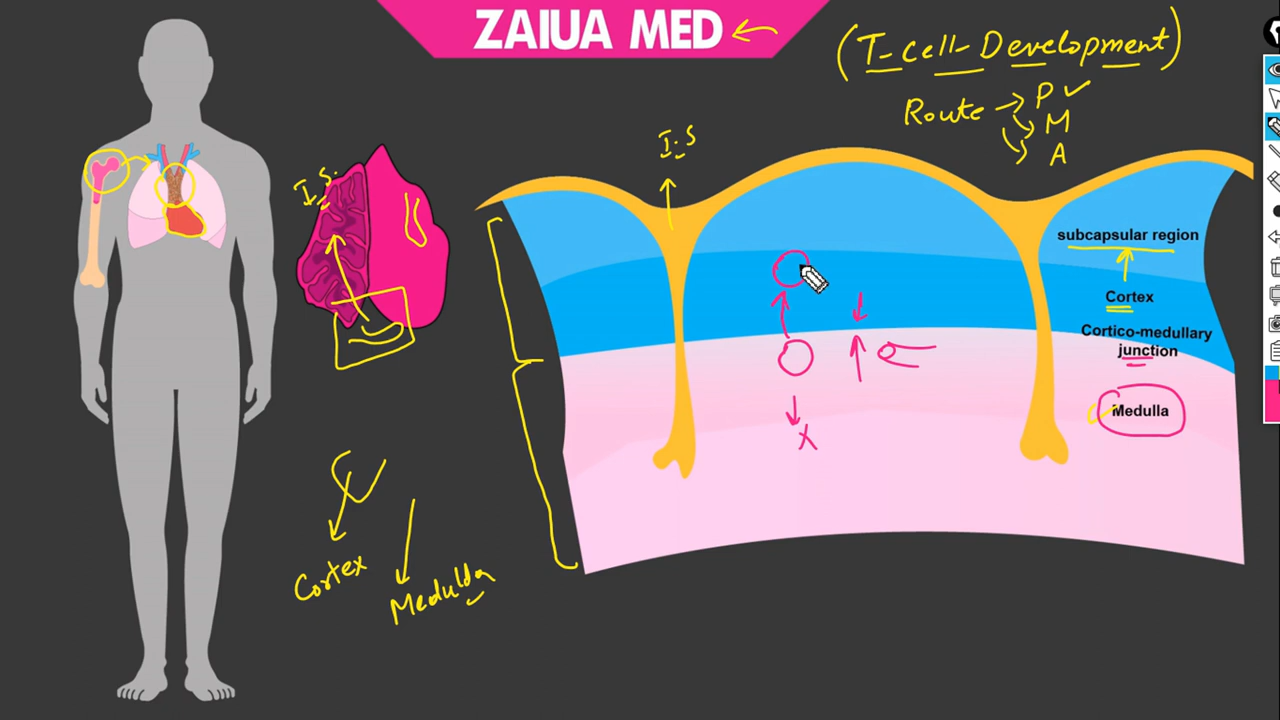 ZAIUA MED
(T-cell-Development)
Route → P ✓
M
A
I.S
I.S.
subcapsular region
Cortex
Cortico-medullary
junction
Medulla
X
Cortex
Medulla